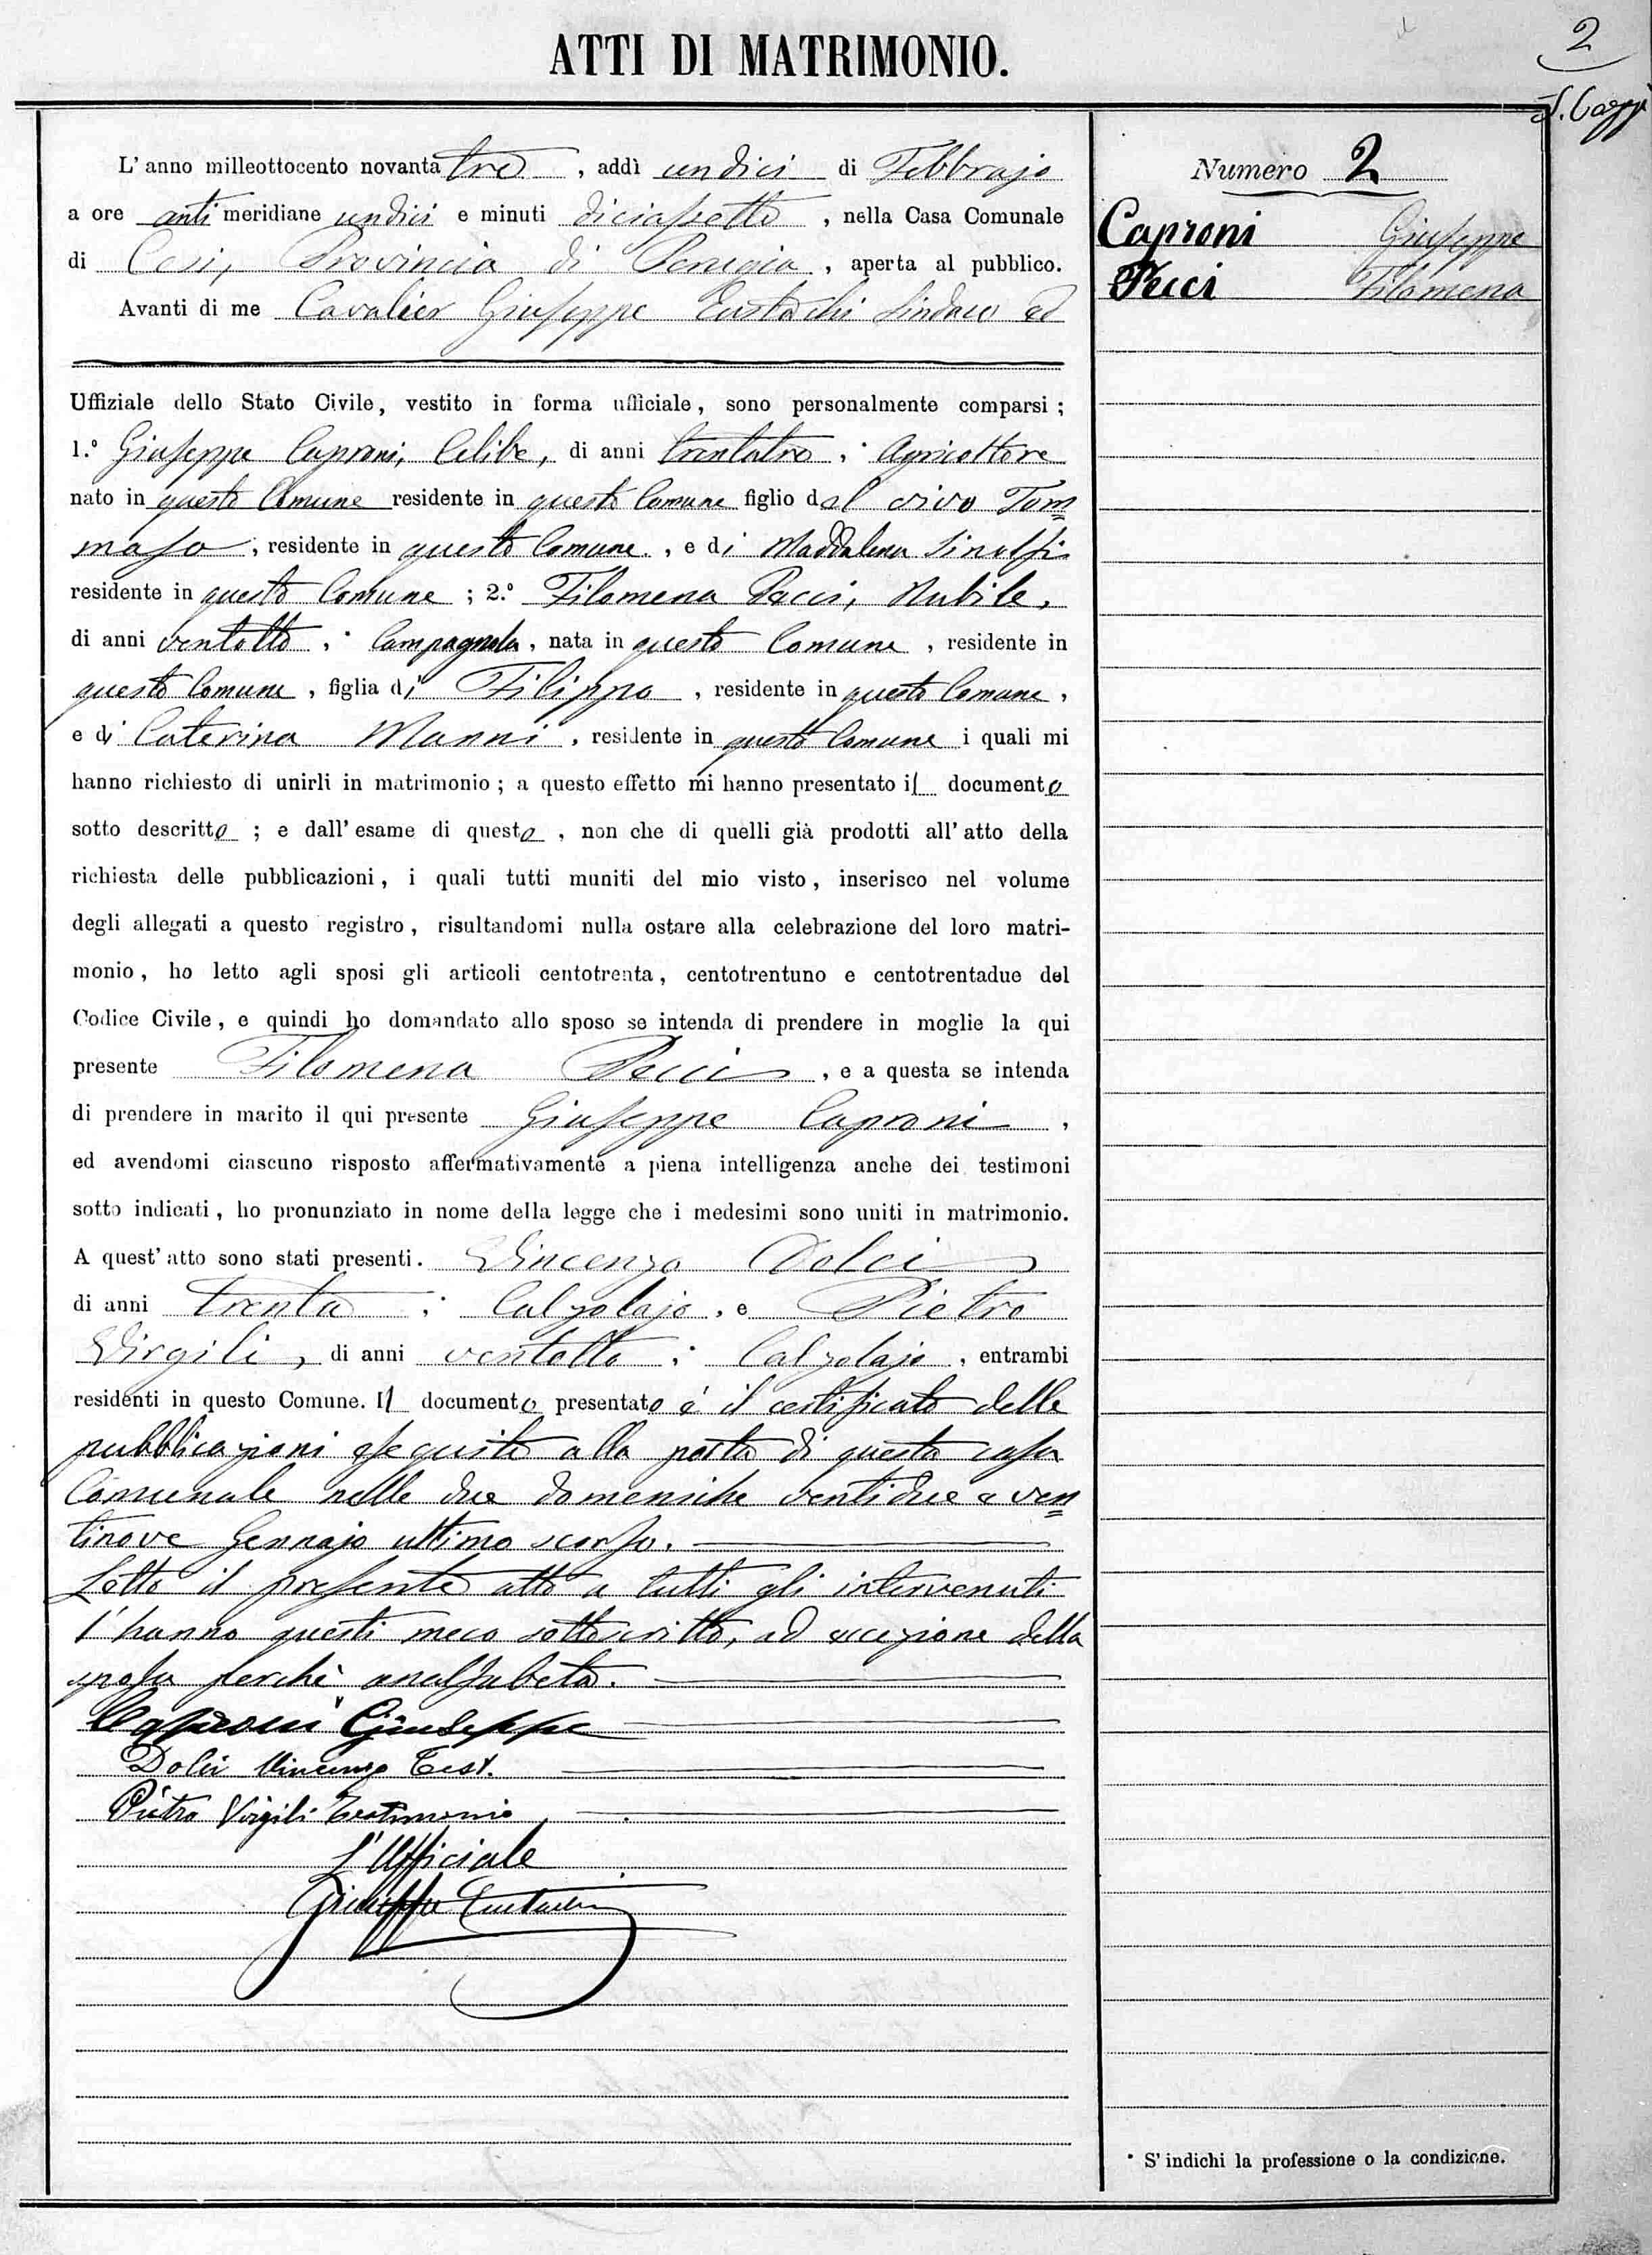 2
ATTI DI MATRIMONIO.
Numero 2
Caproni Giuseppe
Pecci Filomena
L'anno milleottocento novantatre, addì undici di Febbrajo
a ore antimeridiane undici e minuti diciasette, nella Casa Comunale
di Cesi, Provincia di Perugia, aperta al pubblico.
Avanti di me Cavalier Giuseppe Eustachi Sindaco ed
Uffiziale dello Stato Civile, vestito in forma ufficiale, sono personalmente comparsi;
1.° Giuseppe Caproni, Celibe, di anni trentatre, * Agricoltore
nato in questo Comune residente in questo Comune figlio del vivo Tom=
maso, residente in questo Comune, e di Maddalena Sinolfi
residente in questo Comune; 2.° Filomena Pecci, Nubile,
di anni ventotto, * Campagnola, nata in questo Comune, residente in
questo Comune, figlia di Filippo, residente in questo Comune,
e di Caterina Manni, residente in questo Comune i quali mi
hanno richiesto di unirli in matrimonio; a questo effetto mi hanno presentato il documento
sotto descritto; e dall'esame di questo, non che di quelli già prodotti all'atto della
richiesta delle pubblicazioni, i quali tutti muniti del mio visto, inserisco nel volume
degli allegati a questo registro, risultandomi nulla ostare alla celebrazione del loro matri-
monio, ho letto agli sposi gli articoli centotrenta, centotrentuno e centotrentadue del
Codice Civile, e quindi ho domandato allo sposo se intenda di prendere in moglie la qui
presente Filomena Pecci, e a questa se intenda
di prendere in marito il qui presente Giuseppe Caproni,
ed avendomi ciascuno risposto affermativamente a piena intelligenza anche dei testimoni
sotto indicati, ho pronunziato in nome della legge che i medesimi sono uniti in matrimonio.
A quest'atto sono stati presenti. Vincenzo Dolci
di anni trenta, * Calzolajo, e Pietro
Virgili, di anni ventotto, * Calzolajo, entrambi
residenti in questo Comune. Il documento presentato é il certificato delle
pubblicazioni eseguite alla porta di questa casa
Comunale nelle due domeniche ventidue e ven=
tinove Gennajo ultimo scorso.
Letto il presente atto a tutti gli intervenuti
l'hanno questi meco sottoscritto, ad eccezione della
sposa perchè analfabeta.
Caproni Giuseppe
Dolci Vincenzo Test.
Pietro Virgili Testimonio
L'Ufficiale
Giuseppe Eustachi
* S'indichi la professione o la condizione.